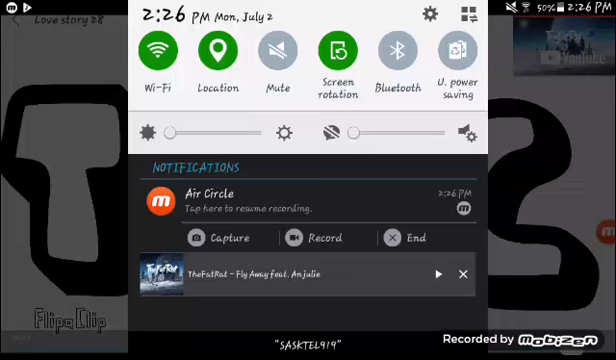 Love story 28
2:26 PM Mon, July 2
50% 2:26 PM
YouTube
Wi-Fi
Location
Mute
Screen rotation
Bluetooth
U. power saving
NOTIFICATIONS
Air Circle
2:26 PM
Tap here to resume recording.
Capture
Record
End
TheFatRat
TheFatRat - Fly Away feat. Anjulie
FlipaClip
"SASKTEL919"
Recorded by MOBIZEN